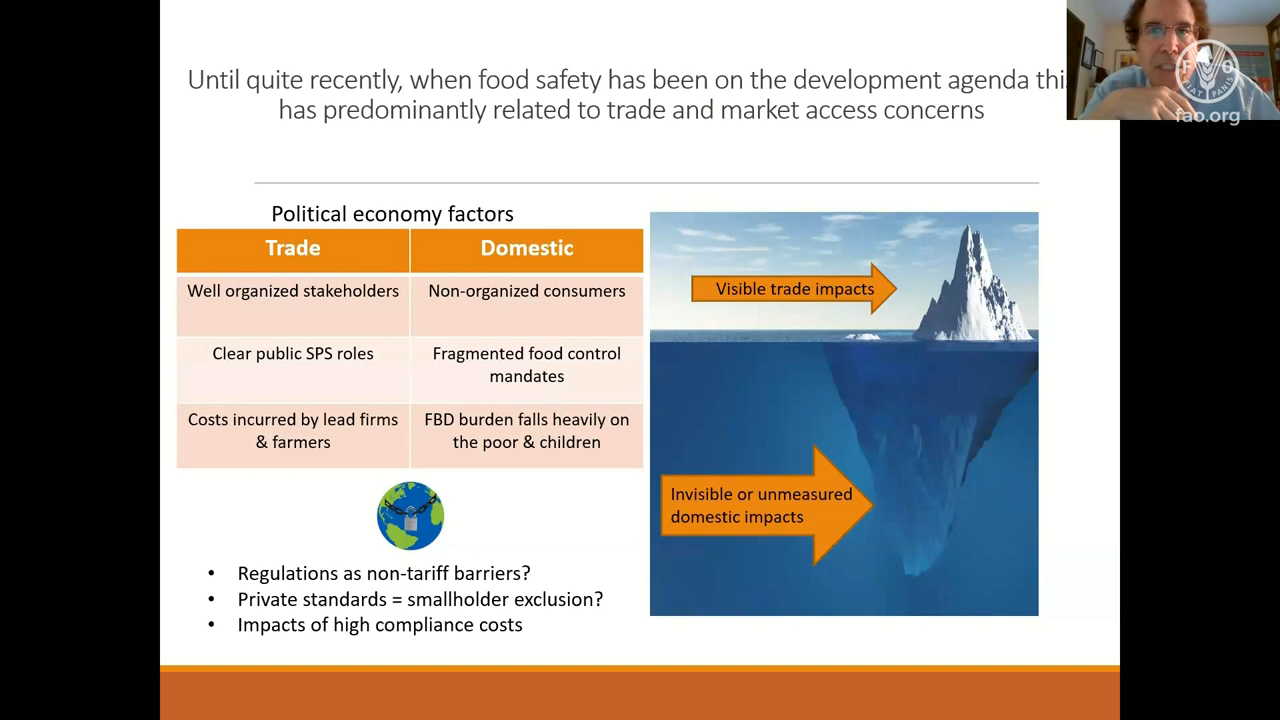 Until quite recently, when food safety has been on the development agenda this
has predominantly related to trade and market access concerns
F O
FIAT PANIS
fao.org
Political economy factors
Trade
Domestic
Well organized stakeholders
Non-organized consumers
Clear public SPS roles
Fragmented food control
mandates
Costs incurred by lead firms
& farmers
FBD burden falls heavily on
the poor & children
Visible trade impacts
Invisible or unmeasured
domestic impacts
• Regulations as non-tariff barriers?
• Private standards = smallholder exclusion?
• Impacts of high compliance costs